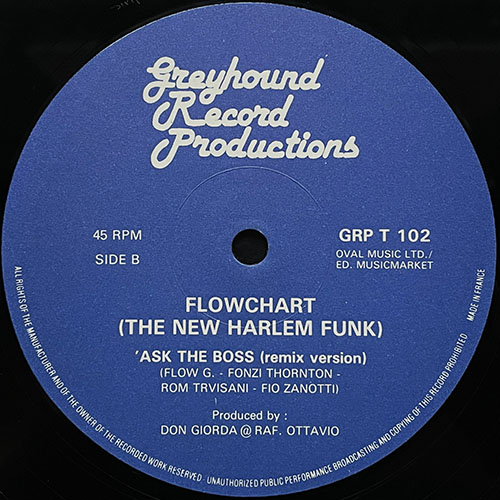 Greyhound
Record
Productions
45 RPM
SIDE B
GRP T 102
OVAL MUSIC LTD./
ED. MUSICMARKET
FLOWCHART
(THE NEW HARLEM FUNK)
'ASK THE BOSS (remix version)
(FLOW G. - FONZI THORNTON -
ROM TRVISANI - FIO ZANOTTI)
Produced by :
DON GIORDA @ RAF. OTTAVIO
ALL RIGHTS OF THE MANUFACTURER AND OF THE OWNER OF THE RECORDED WORK RESERVED. UNAUTHORIZED PUBLIC PERFORMANCE BROADCASTING AND COPYING OF THIS RECORD PROHIBITED
MADE IN FRANCE